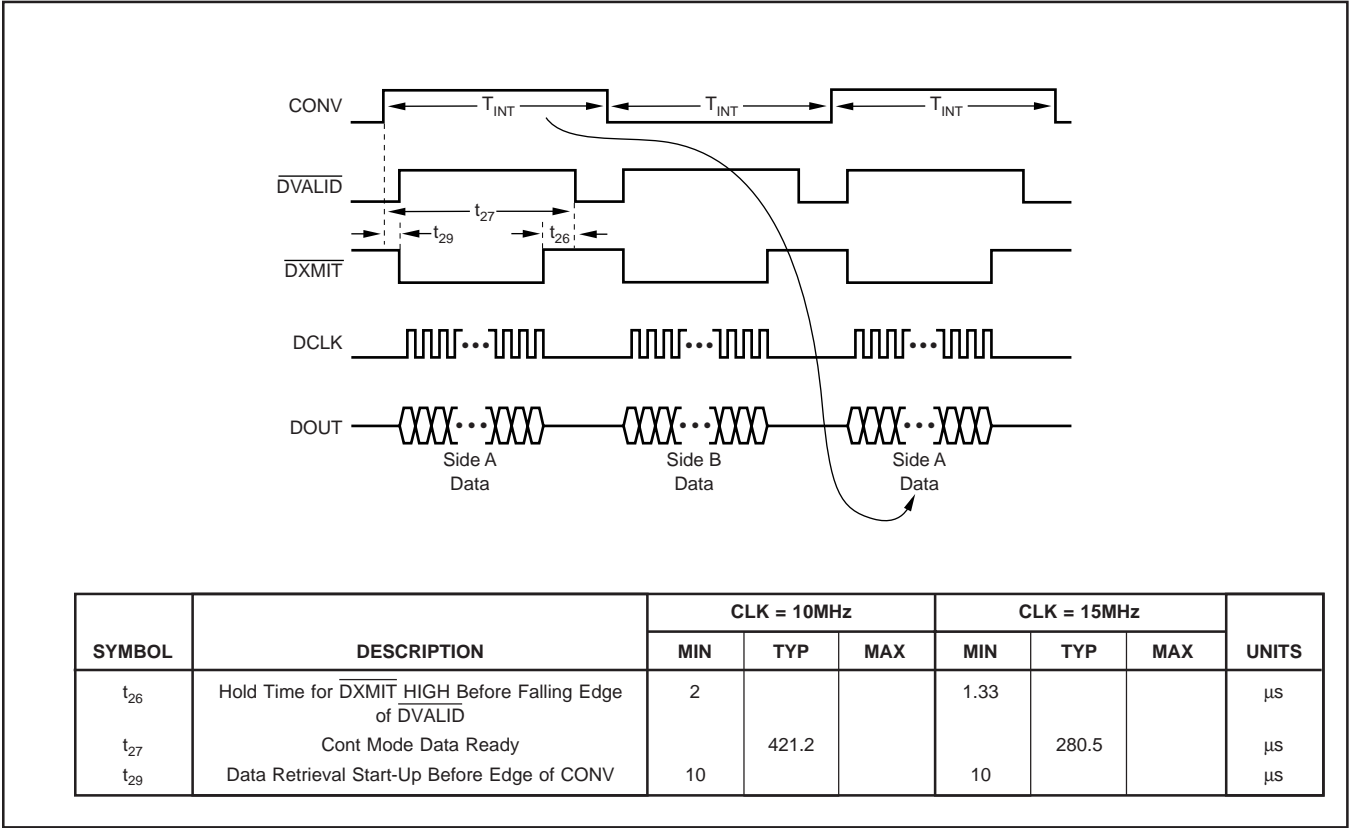 CONV
T_INT T_INT T_INT
DVALID
t27
t29 t26
DXMIT
DCLK
DOUT
Side A Data
Side B Data
Side A Data
SYMBOL DESCRIPTION CLK = 10MHz CLK = 15MHz UNITS
MIN TYP MAX MIN TYP MAX
t26 Hold Time for DXMIT HIGH Before Falling Edge 2 1.33 μs
of DVALID
t27 Cont Mode Data Ready 421.2 280.5 μs
t29 Data Retrieval Start-Up Before Edge of CONV 10 10 μs